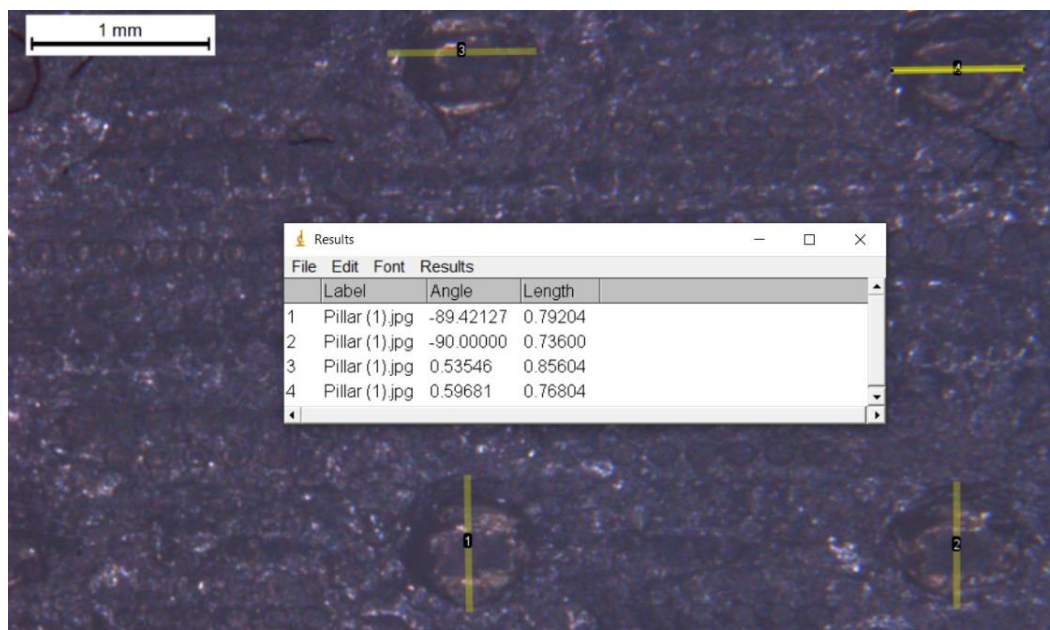 1 mm
3
4
Results
File Edit Font Results
Label Angle Length
1 Pillar (1).jpg -89.42127 0.79204
2 Pillar (1).jpg -90.00000 0.73600
3 Pillar (1).jpg 0.53546 0.85604
4 Pillar (1).jpg 0.59681 0.76804
1
2